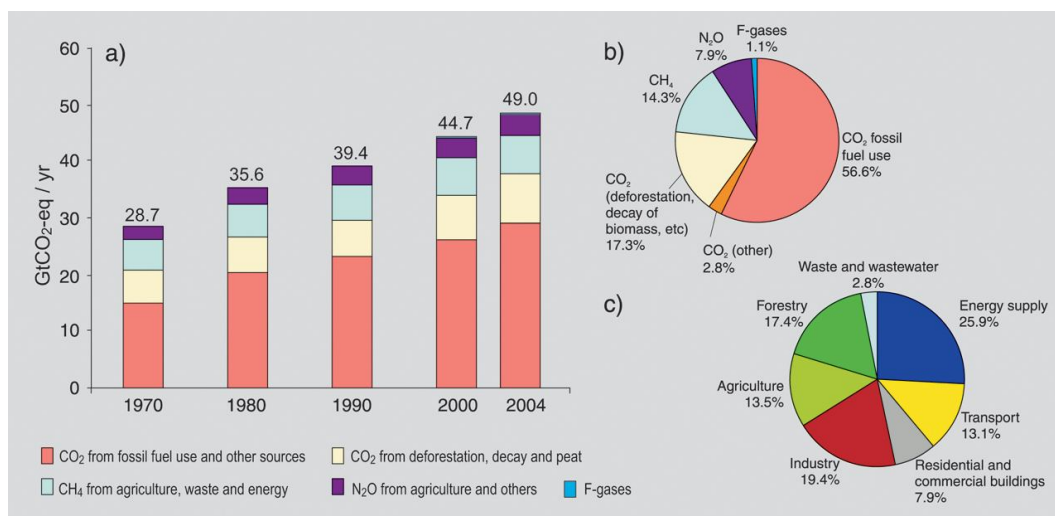 a)
60
50
40
30
20
10
0
GtCO₂-eq / yr
28.7
35.6
39.4
44.7
49.0
1970
1980
1990
2000
2004
CO₂ from fossil fuel use and other sources
CO₂ from deforestation, decay and peat
CH₄ from agriculture, waste and energy
N₂O from agriculture and others
F-gases
b)
F-gases
1.1%
N₂O
7.9%
CH₄
14.3%
CO₂ fossil
fuel use
56.6%
CO₂
(deforestation,
decay of
biomass, etc)
17.3%
CO₂ (other)
2.8%
c)
Waste and wastewater
2.8%
Forestry
17.4%
Energy supply
25.9%
Agriculture
13.5%
Transport
13.1%
Industry
19.4%
Residential and
commercial buildings
7.9%